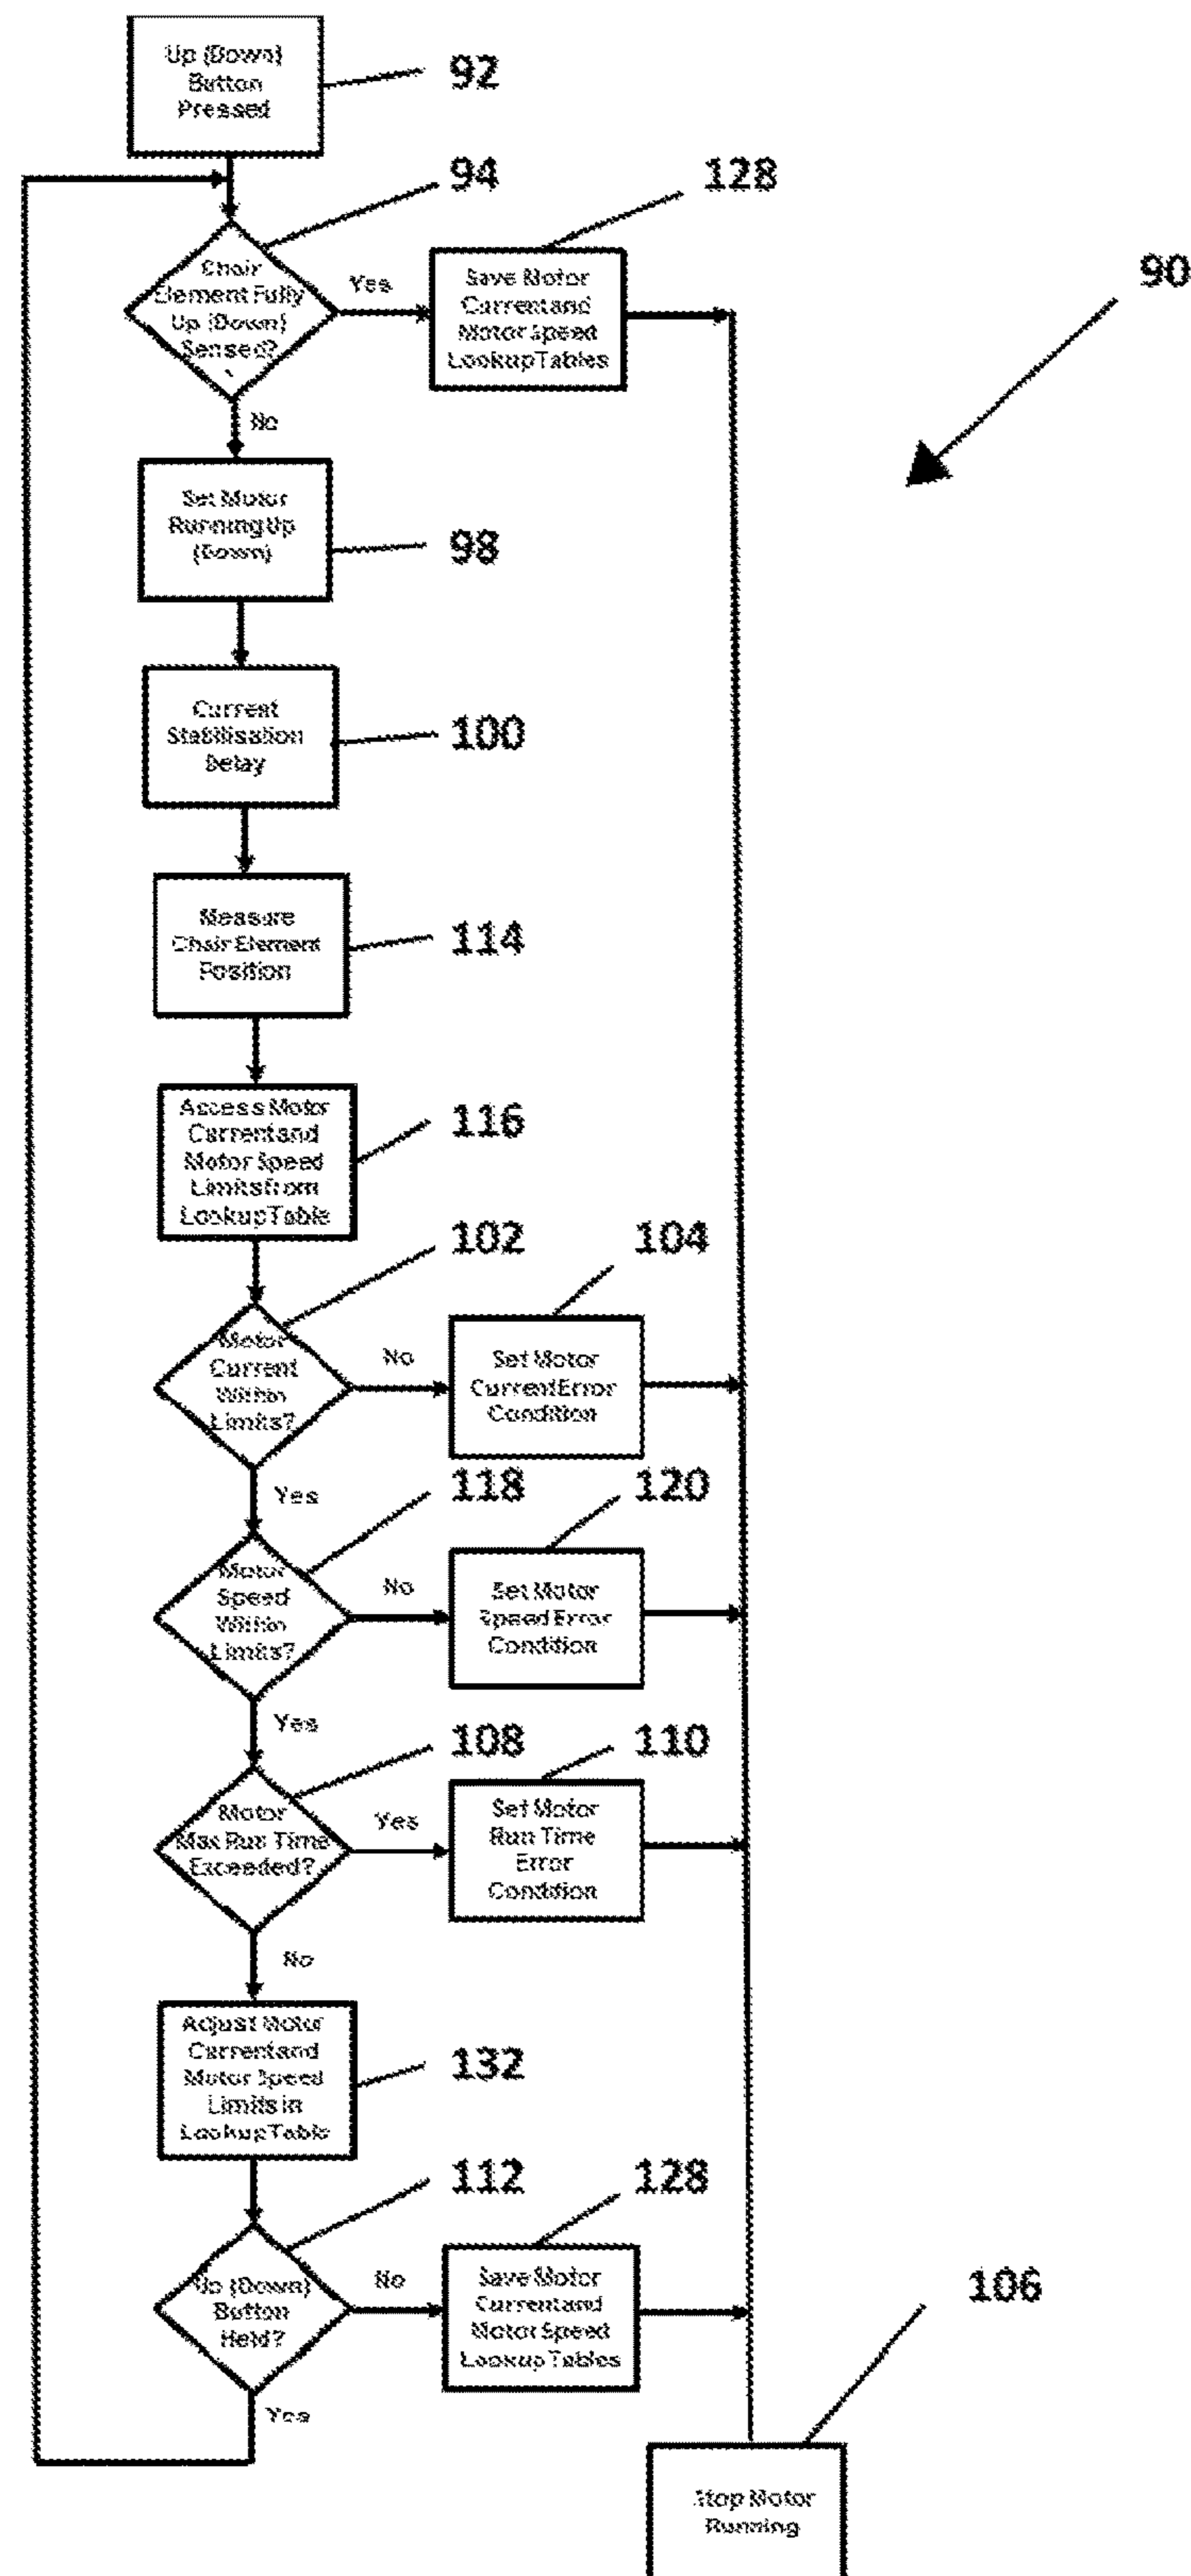 Up (Down)
Button
Pressed
92
94
128
90
Chair
Element Fully
Up (Down)
Sensed?
Yes
Save Motor
Current and
Motor Speed
Lookup Tables
No
Set Motor
Running Up
(Down)
98
Current
Stabilisation
Delay
100
Measure
Chair Element
Position
114
Access Motor
Current and
Motor Speed
Limits from
Lookup Table
116
102
104
Motor
Current
Within
Limits?
No
Set Motor
Current Error
Condition
Yes
118
120
Motor
Speed
Within
Limits?
No
Set Motor
Speed Error
Condition
Yes
108
110
Motor
Max Run Time
Exceeded?
Yes
Set Motor
Run Time
Error
Condition
No
Adjust Motor
Current and
Motor Speed
Limits in
Lookup Table
132
112
128
Up (Down)
Button
Held?
No
Save Motor
Current and
Motor Speed
Lookup Tables
106
Yes
Stop Motor
Running